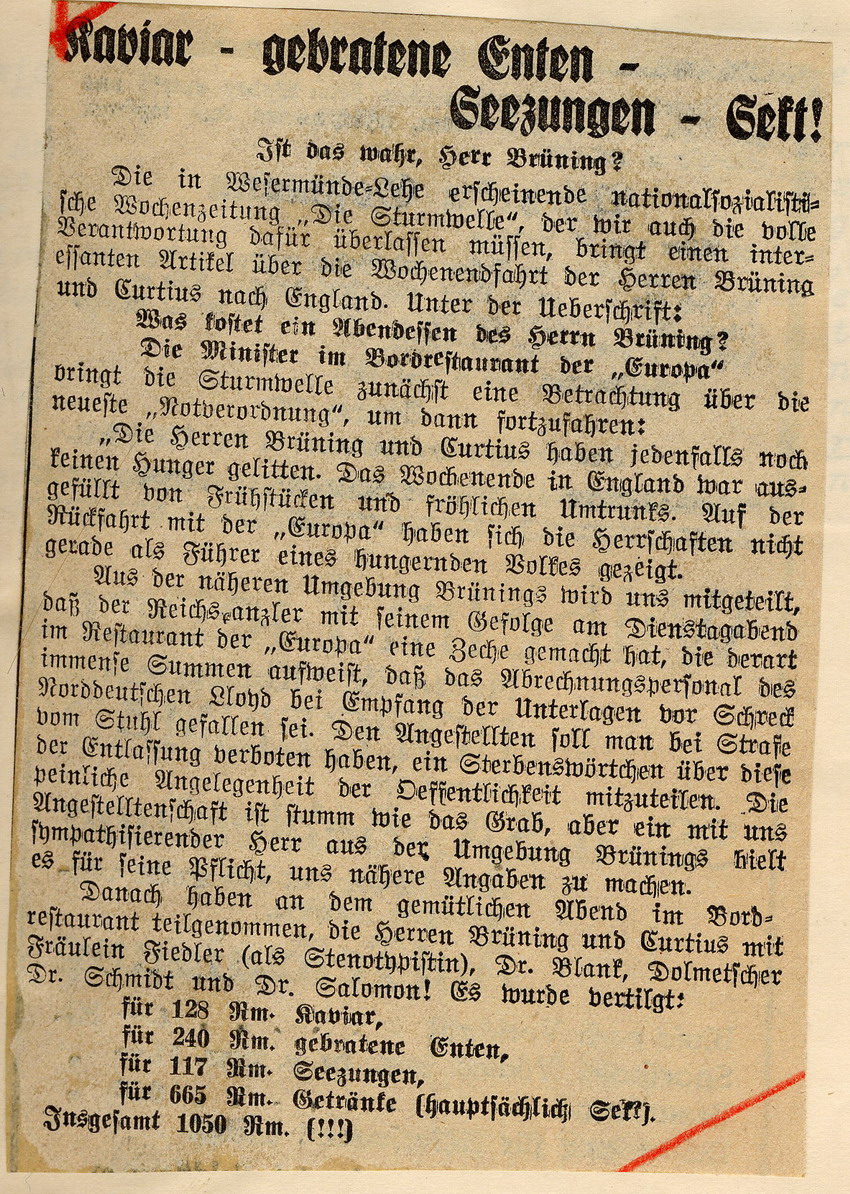 Kaviar - gebratene Enten -
Seezungen - Sekt!
Ist das wahr, Herr Brüning?
Die in Wesermünde-Lehe erscheinende nationalsozialisti-
sche Wochenzeitung „Die Sturmwelle“, der wir auch die volle
Verantwortung dafür überlassen müssen, bringt einen inter-
essanten Artikel über die Wochenendfahrt der Herren Brüning
und Curtius nach England. Unter der Ueberschrift:
Was kostet ein Abendessen des Herrn Brüning?
Die Minister im Bordrestaurant der „Europa“
bringt die Sturmwelle zunächst eine Betrachtung über die
neueste „Notverordnung“, um dann fortzufahren:
„Die Herren Brüning und Curtius haben jedenfalls noch
keinen Hunger gelitten. Das Wochenende in England war aus-
gefüllt von Frühstücken und fröhlichen Umtrunks. Auf der
Rückfahrt mit der „Europa“ haben sich die Herrschaften nicht
gerade als Führer eines hungernden Volkes gezeigt.
Aus der näheren Umgebung Brünings wird uns mitgeteilt,
daß der Reichskanzler mit seinem Gefolge am Dienstagabend
im Restaurant der „Europa“ eine Zeche gemacht hat, die derart
immense Summen aufweist, daß das Abrechnungspersonal des
Norddeutschen Lloyd bei Empfang der Unterlagen vor Schreck
vom Stuhl gefallen sei. Den Angestellten soll man bei Strafe
der Entlassung verboten haben, ein Sterbenswörtchen über diese
peinliche Angelegenheit der Oeffentlichkeit mitzuteilen. Die
Angestelltenschaft ist stumm wie das Grab, aber ein mit uns
sympathisierender Herr aus der Umgebung Brünings hielt
es für seine Pflicht, uns nähere Angaben zu machen.
Danach haben an dem gemütlichen Abend im Bord-
restaurant teilgenommen, die Herren Brüning und Curtius mit
Fräulein Fiedler (als Stenotypistin), Dr. Blank, Dolmetscher
Dr. Schmidt und Dr. Salomon! Es wurde vertilgt:
für 128 Rm. Kaviar,
für 240 Rm. gebratene Enten,
für 117 Rm. Seezungen,
für 665 Rm. Getränke (hauptsächlich Sekt).
Insgesamt 1050 Rm. (!!!)